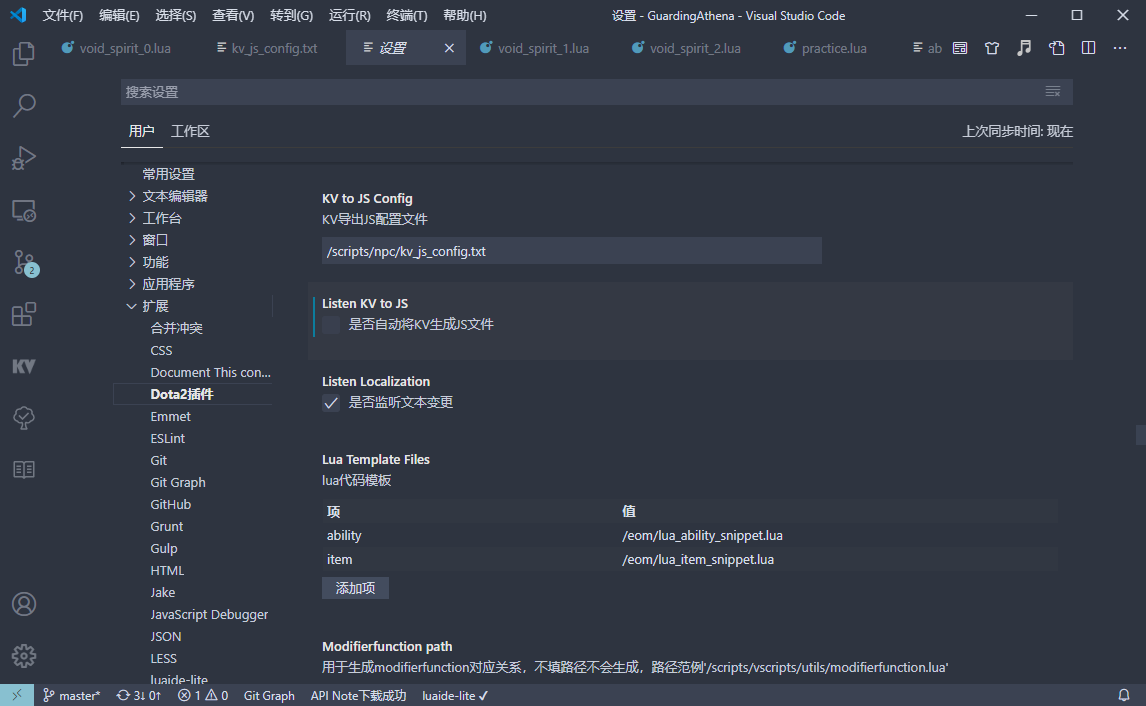 文件(F) 编辑(E) 选择(S) 查看(V) 转到(G) 运行(R) 终端(T) 帮助(H) 设置 - GuardingAthena - Visual Studio Code
void_spirit_0.lua kv_js_config.txt 设置 void_spirit_1.lua void_spirit_2.lua practice.lua ab
搜索设置
用户 工作区 上次同步时间: 现在
常用设置
文本编辑器
工作台
窗口
功能
应用程序
扩展
合并冲突
CSS
Document This con...
Dota2插件
Emmet
ESLint
Git
Git Graph
GitHub
Grunt
Gulp
HTML
Jake
JavaScript Debugger
JSON
LESS
luaide-lite
KV to JS Config
KV导出JS配置文件
/scripts/npc/kv_js_config.txt
Listen KV to JS
是否自动将KV生成JS文件
Listen Localization
是否监听文本变更
Lua Template Files
lua代码模板
项 值
ability /eom/lua_ability_snippet.lua
item /eom/lua_item_snippet.lua
添加项
Modifierfunction path
用于生成modifierfunction对应关系，不填路径不会生成，路径范例'/scripts/vscripts/utils/modifierfunction.lua'
2
KV
master* 3↓ 0↑ 1 0 Git Graph API Note下载成功 luaide-lite ✓